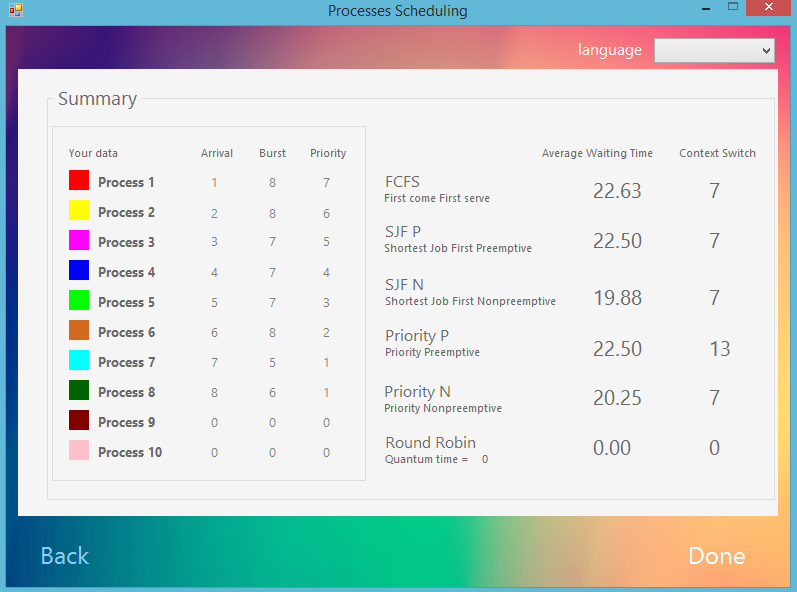 Processes Scheduling
language
Summary
Your data Arrival Burst Priority Average Waiting Time Context Switch
Process 1 1 8 7
FCFS 22.63 7
First come First serve
Process 2 2 8 6
Process 3 3 7 5
SJF P 22.50 7
Shortest Job First Preemptive
Process 4 4 7 4
SJF N 19.88 7
Shortest Job First Nonpreemptive
Process 5 5 7 3
Process 6 6 8 2
Priority P 22.50 13
Priority Preemptive
Process 7 7 5 1
Process 8 8 6 1
Priority N 20.25 7
Priority Nonpreemptive
Process 9 0 0 0
Round Robin 0.00 0
Quantum time = 0
Process 10 0 0 0
Back Done